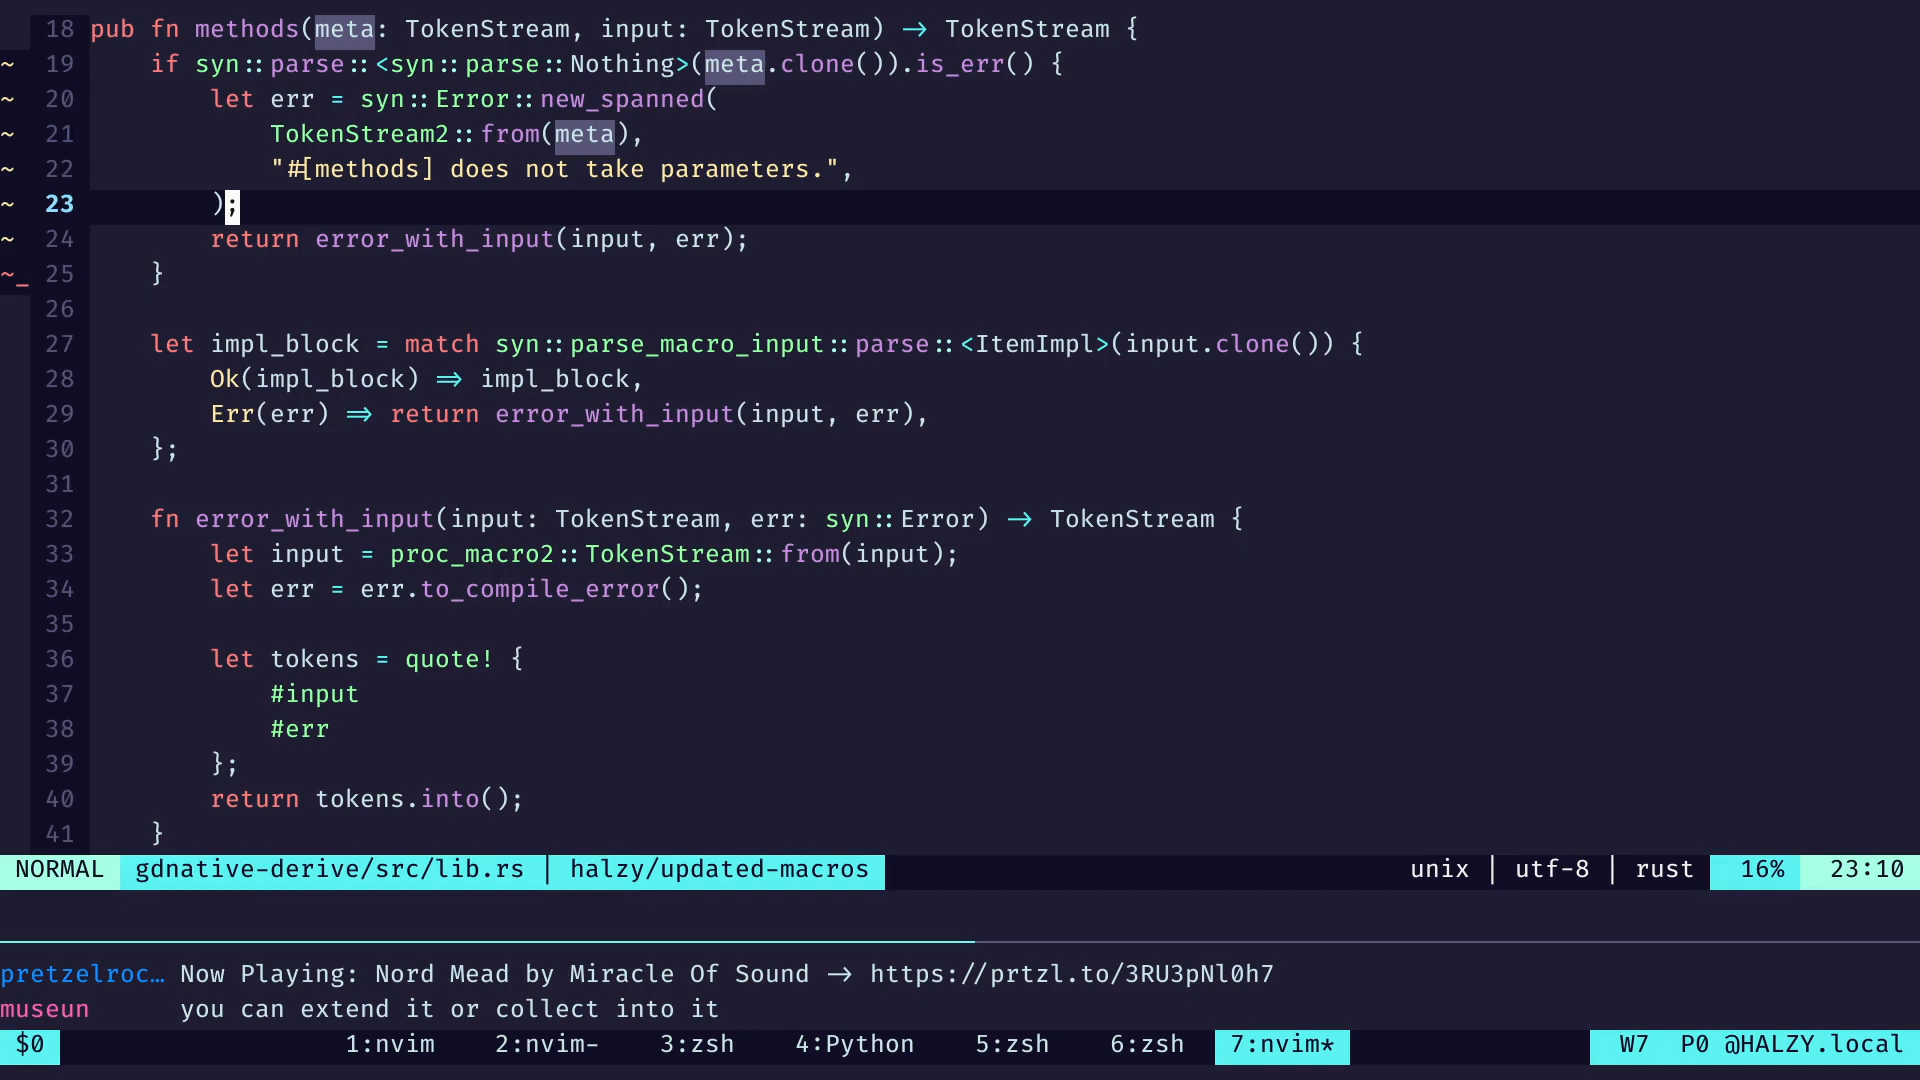 18 pub fn methods(meta: TokenStream, input: TokenStream) -> TokenStream {
~ 19     if syn::parse::<syn::parse::Nothing>(meta.clone()).is_err() {
~ 20         let err = syn::Error::new_spanned(
~ 21             TokenStream2::from(meta),
~ 22             "#[methods] does not take parameters.",
~ 23         );
~ 24         return error_with_input(input, err);
~_ 25     }
26
27     let impl_block = match syn::parse_macro_input::parse::<ItemImpl>(input.clone()) {
28         Ok(impl_block) => impl_block,
29         Err(err) => return error_with_input(input, err),
30     };
31
32     fn error_with_input(input: TokenStream, err: syn::Error) -> TokenStream {
33         let input = proc_macro2::TokenStream::from(input);
34         let err = err.to_compile_error();
35
36         let tokens = quote! {
37             #input
38             #err
39         };
40         return tokens.into();
41     }
NORMAL gdnative-derive/src/lib.rs | halzy/updated-macros unix | utf-8 | rust 16% 23:10
pretzelroc… Now Playing: Nord Mead by Miracle Of Sound -> https://prtzl.to/3RU3pNl0h7
museun you can extend it or collect into it
$0 1:nvim 2:nvim- 3:zsh 4:Python 5:zsh 6:zsh 7:nvim* W7 P0 @HALZY.local